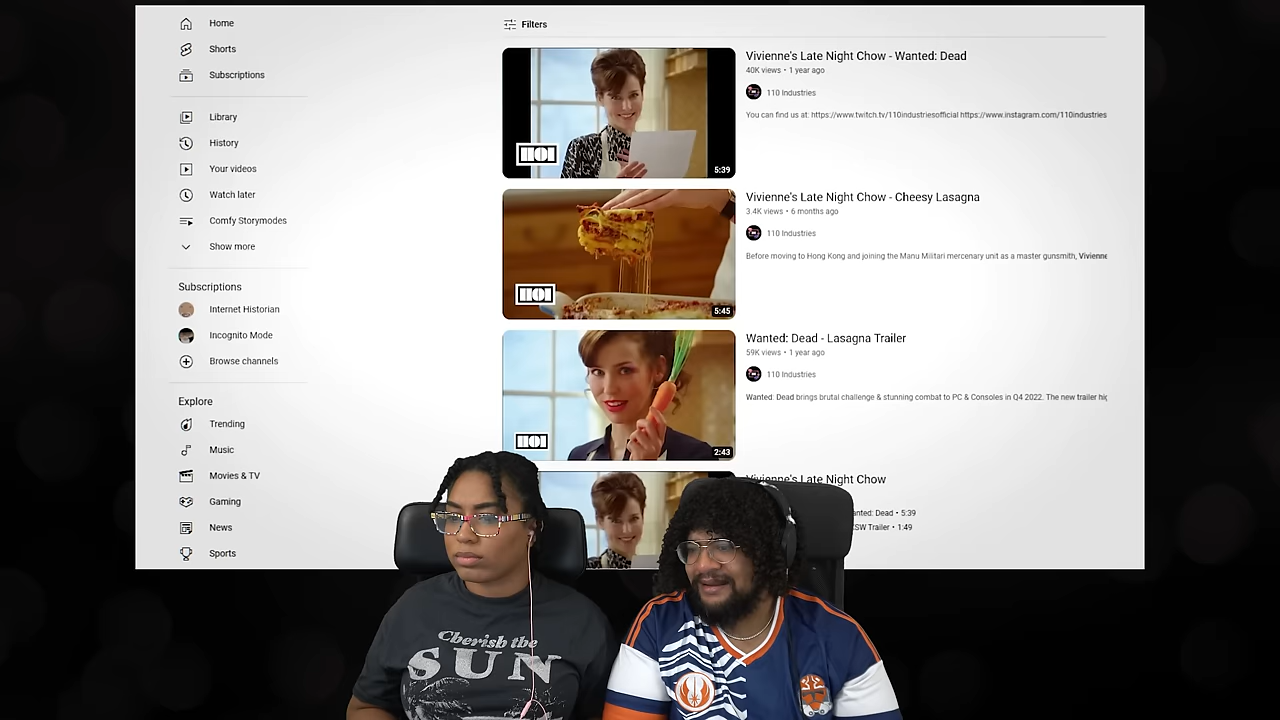 Home
Shorts
Subscriptions
Library
History
Your videos
Watch later
Comfy Storymodes
Show more
Subscriptions
Internet Historian
Incognito Mode
Browse channels
Explore
Trending
Music
Movies & TV
Gaming
News
Sports
Filters
Vivienne's Late Night Chow - Wanted: Dead
40K views • 1 year ago
110 Industries
You can find us at: https://www.twitch.tv/110industriesofficial https://www.instagram.com/110industries
110I
5:39
Vivienne's Late Night Chow - Cheesy Lasagna
3.4K views • 6 months ago
110 Industries
Before moving to Hong Kong and joining the Manu Militari mercenary unit as a master gunsmith, Vivienne
110I
5:45
Wanted: Dead - Lasagna Trailer
59K views • 1 year ago
110 Industries
Wanted: Dead brings brutal challenge & stunning combat to PC & Consoles in Q4 2022. The new trailer hig
110I
2:43
Vivienne's Late Night Chow
anted: Dead • 5:39
SW Trailer • 1:49
Cherish the
SUN